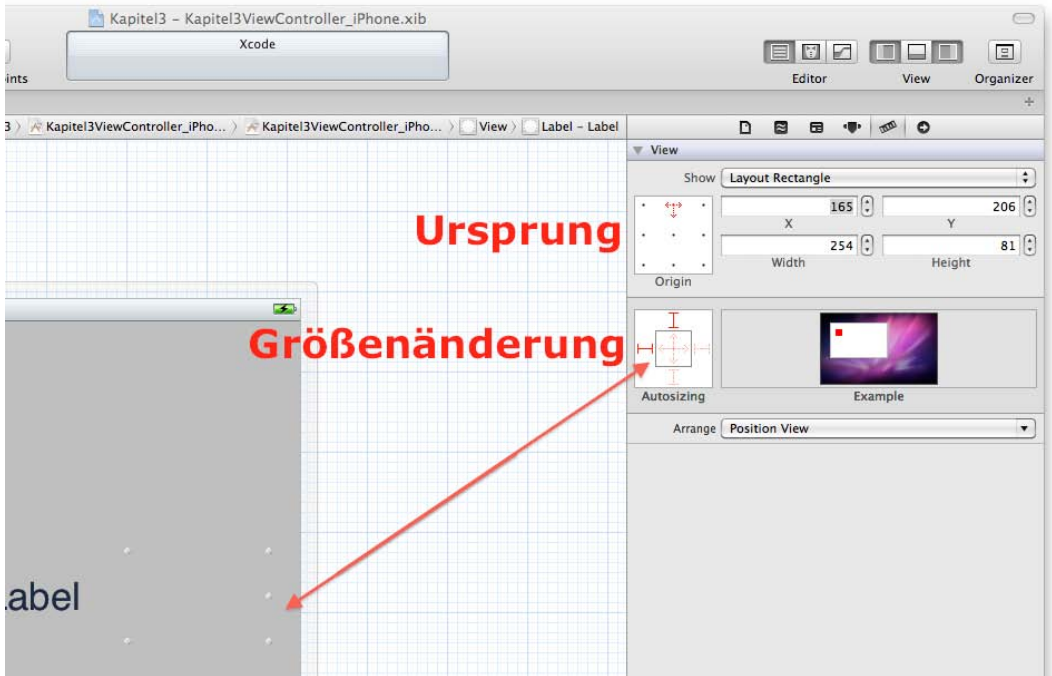 Kapitel3 – Kapitel3ViewController_iPhone.xib
Xcode
ints
Editor
View
Organizer
3 〉 Kapitel3ViewController_iPho... 〉 Kapitel3ViewController_iPho... 〉 View 〉 Label – Label
View
Show Layout Rectangle
Ursprung
165 206
X Y
254 81
Width Height
Origin
Größenänderung
Autosizing
Example
Arrange Position View
abel